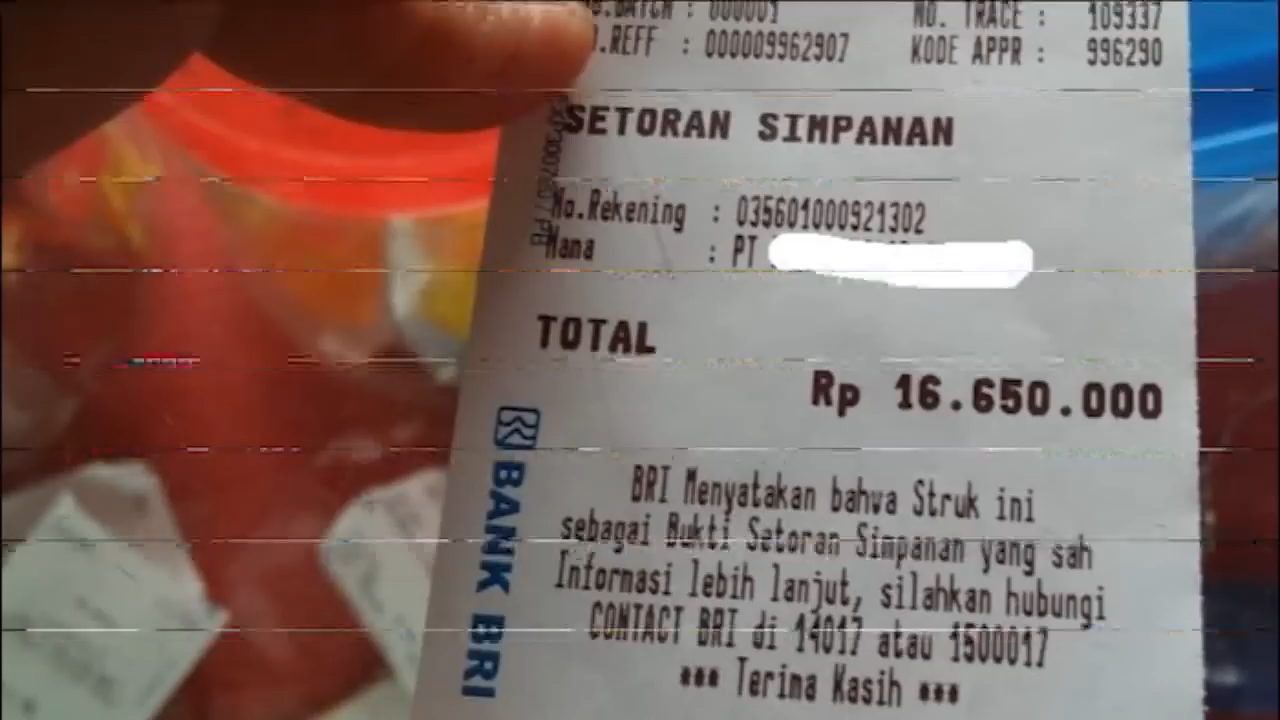 .BATCH : 000001 NO. TRACE : 109337
.REFF : 000009962907 KODE APPR : 996290
SETORAN SIMPANAN
No.Rekening : 035601000921302
Nama : PT
TOTAL
Rp 16.650.000
BRI Menyatakan bahwa Struk ini
sebagai Bukti Setoran Simpanan yang sah
Informasi lebih lanjut, silahkan hubungi
CONTACT BRI di 14017 atau 1500017
*** Terima Kasih ***
BANK BRI